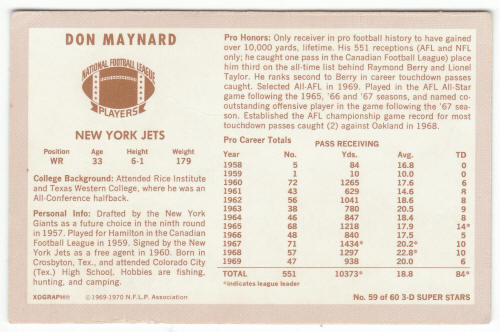 DON MAYNARD
NATIONAL FOOTBALL LEAGUE
PLAYERS
NEW YORK JETS
Position Age Height Weight
WR 33 6-1 179
College Background: Attended Rice Institute
and Texas Western College, where he was an
All-Conference halfback.
Personal Info: Drafted by the New York
Giants as a future choice in the ninth round
in 1957. Played for Hamilton in the Canadian
Football League in 1959. Signed by the New
York Jets as a free agent in 1960. Born in
Crosbyton, Tex., and attended Colorado City
(Tex.) High School. Hobbies are fishing,
hunting, and camping.
XOGRAPH® © 1969-1970 N.F.L.P. Association
Pro Honors: Only receiver in pro football history to have gained
over 10,000 yards, lifetime. His 551 receptions (AFL and NFL
only; he caught one pass in the Canadian Football League) place
him third on the all-time list behind Raymond Berry and Lionel
Taylor. He ranks second to Berry in career touchdown passes
caught. Selected All-AFL in 1969. Played in the AFL All-Star
game following the 1965, '66 and '67 seasons, and named co-
outstanding offensive player in the game following the '67 sea-
son. Established the AFL championship game record for most
touchdown passes caught (2) against Oakland in 1968.
Pro Career Totals
PASS RECEIVING
Year No. Yds. Avg. TD
1958 5 84 16.8 0
1959 1 10 10.0 0
1960 72 1265 17.6 6
1961 43 629 14.6 8
1962 56 1041 18.6 8
1963 38 780 20.5 9
1964 46 847 18.4 8
1965 68 1218 17.9 14*
1966 48 840 17.5 5
1967 71 1434* 20.2* 10
1968 57 1297 22.8* 10
1969 47 938 20.0 6
TOTAL 551 10373* 18.8 84*
*indicates league leader
No. 59 of 60 3-D SUPER STARS